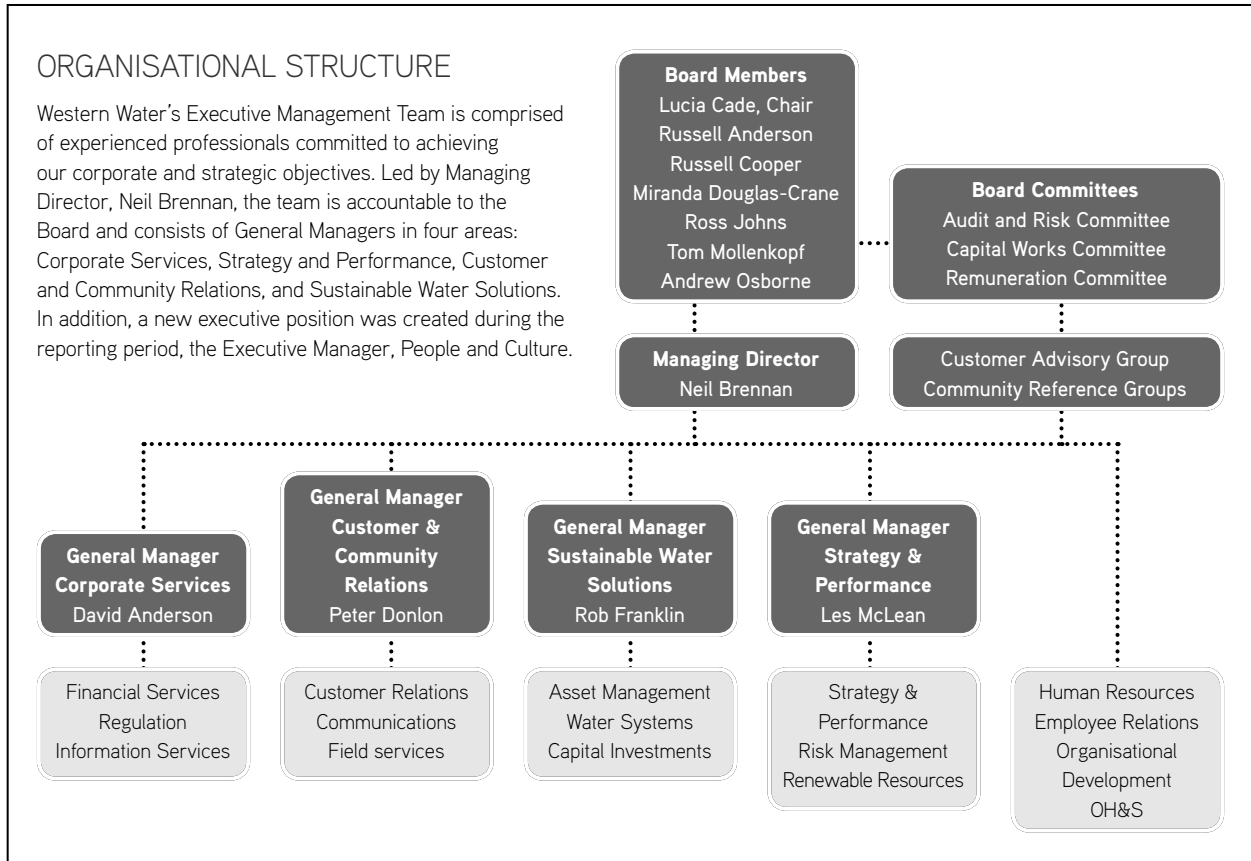 ORGANISATIONAL STRUCTURE
Western Water’s Executive Management Team is comprised
of experienced professionals committed to achieving
our corporate and strategic objectives. Led by Managing
Director, Neil Brennan, the team is accountable to the
Board and consists of General Managers in four areas:
Corporate Services, Strategy and Performance, Customer
and Community Relations, and Sustainable Water Solutions.
In addition, a new executive position was created during the
reporting period, the Executive Manager, People and Culture.
Board Members
Lucia Cade, Chair
Russell Anderson
Russell Cooper
Miranda Douglas-Crane
Ross Johns
Tom Mollenkopf
Andrew Osborne
Board Committees
Audit and Risk Committee
Capital Works Committee
Remuneration Committee
Managing Director
Neil Brennan
Customer Advisory Group
Community Reference Groups
General Manager
Corporate Services
David Anderson
General Manager
Customer &
Community
Relations
Peter Donlon
General Manager
Sustainable Water
Solutions
Rob Franklin
General Manager
Strategy &
Performance
Les McLean
Financial Services
Regulation
Information Services
Customer Relations
Communications
Field services
Asset Management
Water Systems
Capital Investments
Strategy &
Performance
Risk Management
Renewable Resources
Human Resources
Employee Relations
Organisational
Development
OH&S